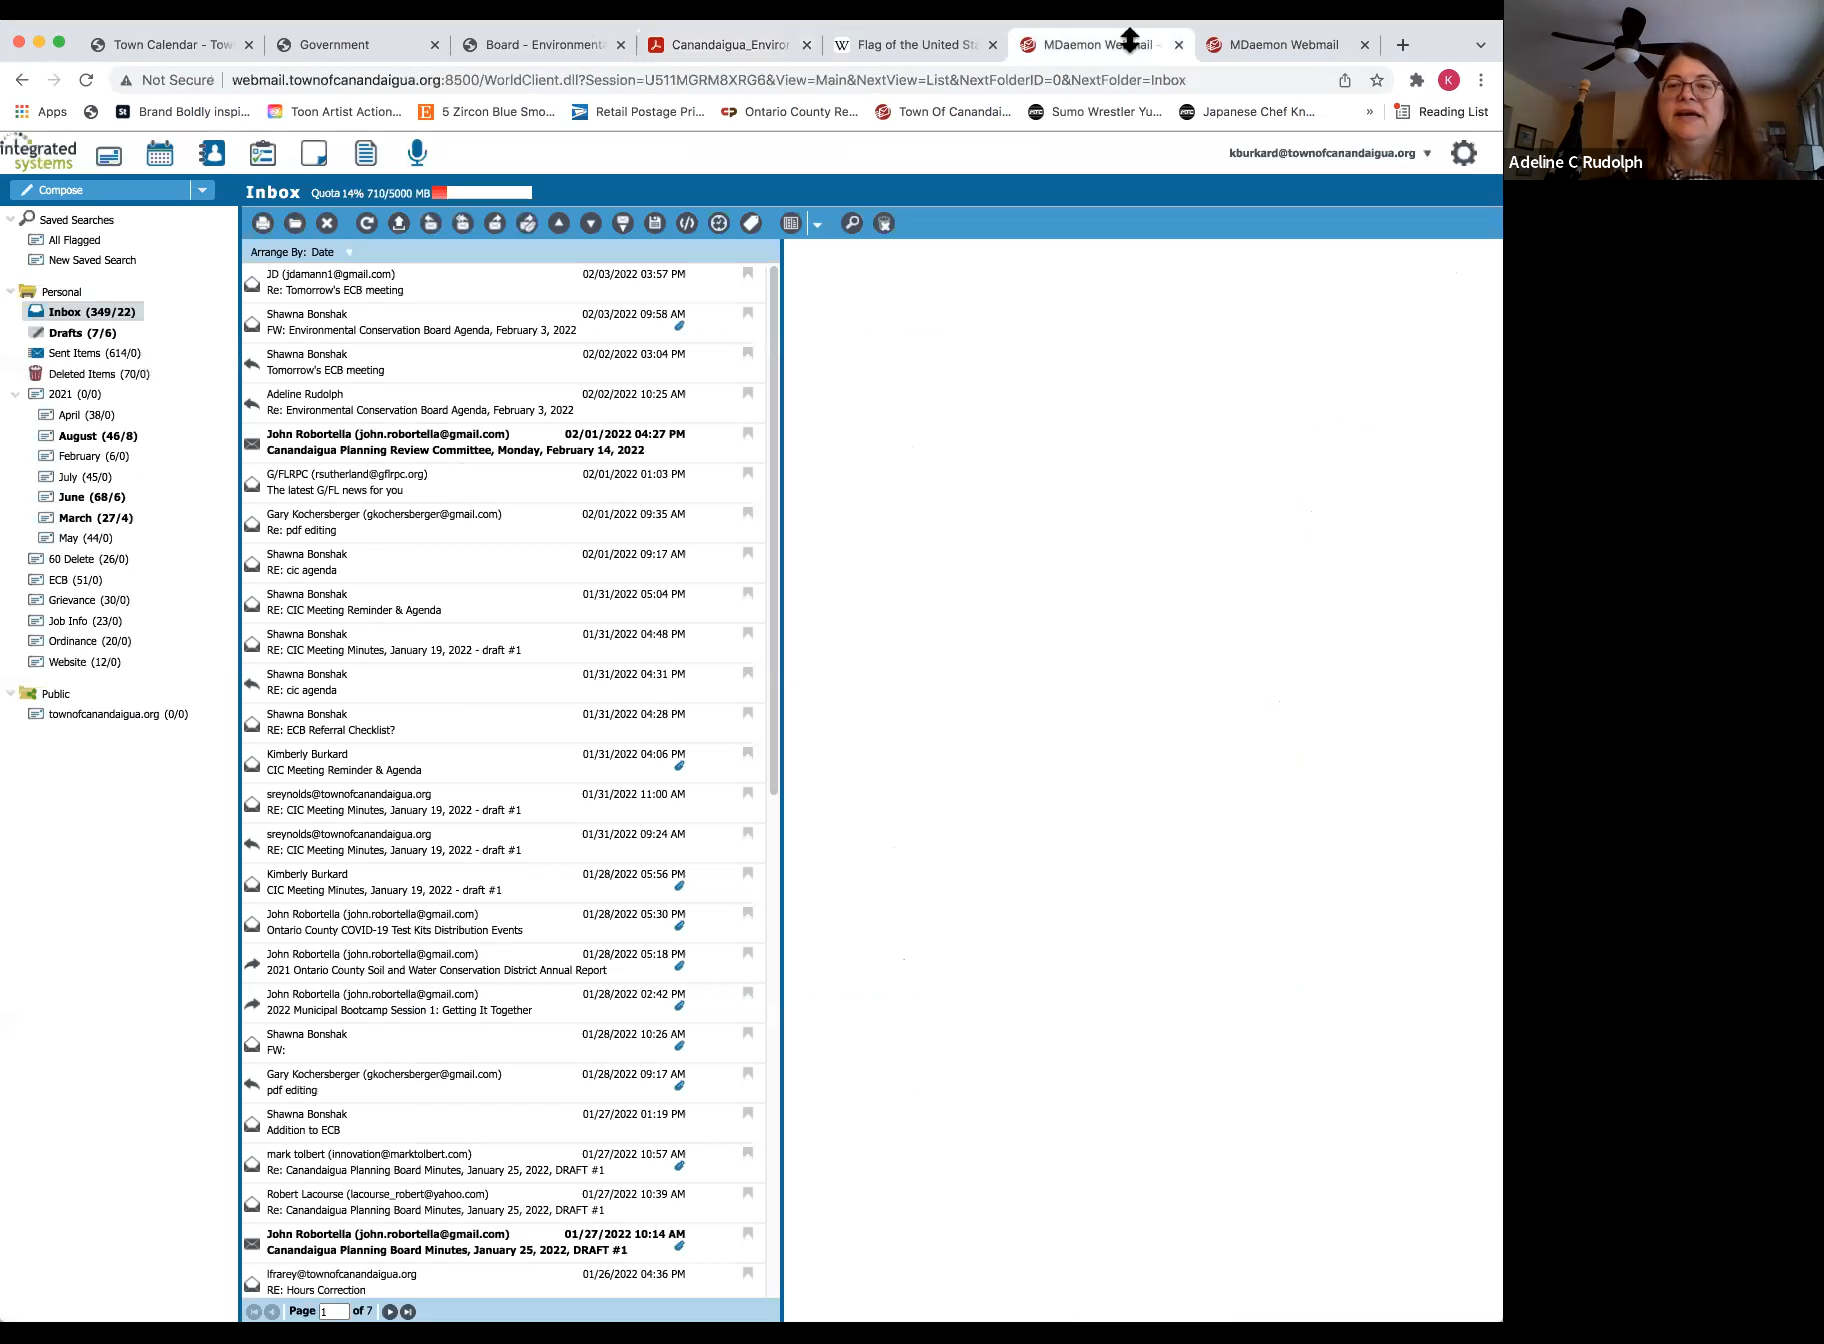 Town Calendar - Tow
Government
Board - Environment
Canandaigua_Enviro
Flag of the United St
MDaemon We mail -
MDaemon Webmail
Not Secure
webmail.townofcanandaigua.org:8500/WorldClient.dll?Session=U511MGRM8XRG6&View=Main&NextView=List&NextFolderID=0&NextFolder=Inbox
K
Apps
Brand Boldly inspi...
Toon Artist Action...
5 Zircon Blue Smo...
Retail Postage Pri...
Ontario County Re...
Town Of Canandai...
Sumo Wrestler Yu...
Japanese Chef Kn...
»
Reading List
integrated
systems
kburkard@townofcanandaigua.org
Adeline C Rudolph
Compose
Inbox Quota 14% 710/5000 MB
Saved Searches
All Flagged
New Saved Search
Personal
Inbox (349/22)
Drafts (7/6)
Sent Items (614/0)
Deleted Items (70/0)
2021 (0/0)
April (38/0)
August (46/8)
February (6/0)
July (45/0)
June (68/6)
March (27/4)
May (44/0)
60 Delete (26/0)
ECB (51/0)
Grievance (30/0)
Job Info (23/0)
Ordinance (20/0)
Website (12/0)
Public
townofcanandaigua.org (0/0)
Arrange By: Date
JD (jdamann1@gmail.com) 02/03/2022 03:57 PM
Re: Tomorrow's ECB meeting
Shawna Bonshak 02/03/2022 09:58 AM
FW: Environmental Conservation Board Agenda, February 3, 2022
Shawna Bonshak 02/02/2022 03:04 PM
Tomorrow's ECB meeting
Adeline Rudolph 02/02/2022 10:25 AM
Re: Environmental Conservation Board Agenda, February 3, 2022
John Robortella (john.robortella@gmail.com) 02/01/2022 04:27 PM
Canandaigua Planning Review Committee, Monday, February 14, 2022
G/FLRPC (rsutherland@gflrpc.org) 02/01/2022 01:03 PM
The latest G/FL news for you
Gary Kochersberger (gkochersberger@gmail.com) 02/01/2022 09:35 AM
Re: pdf editing
Shawna Bonshak 02/01/2022 09:17 AM
RE: cic agenda
Shawna Bonshak 01/31/2022 05:04 PM
RE: CIC Meeting Reminder & Agenda
Shawna Bonshak 01/31/2022 04:48 PM
RE: CIC Meeting Minutes, January 19, 2022 - draft #1
Shawna Bonshak 01/31/2022 04:31 PM
RE: cic agenda
Shawna Bonshak 01/31/2022 04:28 PM
RE: ECB Referral Checklist?
Kimberly Burkard 01/31/2022 04:06 PM
CIC Meeting Reminder & Agenda
sreynolds@townofcanandaigua.org 01/31/2022 11:00 AM
RE: CIC Meeting Minutes, January 19, 2022 - draft #1
sreynolds@townofcanandaigua.org 01/31/2022 09:24 AM
RE: CIC Meeting Minutes, January 19, 2022 - draft #1
Kimberly Burkard 01/28/2022 05:56 PM
CIC Meeting Minutes, January 19, 2022 - draft #1
John Robortella (john.robortella@gmail.com) 01/28/2022 05:30 PM
Ontario County COVID-19 Test Kits Distribution Events
John Robortella (john.robortella@gmail.com) 01/28/2022 05:18 PM
2021 Ontario County Soil and Water Conservation District Annual Report
John Robortella (john.robortella@gmail.com) 01/28/2022 02:42 PM
2022 Municipal Bootcamp Session 1: Getting It Together
Shawna Bonshak 01/28/2022 10:26 AM
FW:
Gary Kochersberger (gkochersberger@gmail.com) 01/28/2022 09:17 AM
pdf editing
Shawna Bonshak 01/27/2022 01:19 PM
Addition to ECB
mark tolbert (innovation@marktolbert.com) 01/27/2022 10:57 AM
Re: Canandaigua Planning Board Minutes, January 25, 2022, DRAFT #1
Robert Lacourse (lacourse_robert@yahoo.com) 01/27/2022 10:39 AM
Re: Canandaigua Planning Board Minutes, January 25, 2022, DRAFT #1
John Robortella (john.robortella@gmail.com) 01/27/2022 10:14 AM
Canandaigua Planning Board Minutes, January 25, 2022, DRAFT #1
lfrarey@townofcanandaigua.org 01/26/2022 04:36 PM
RE: Hours Correction
Page 1 of 7